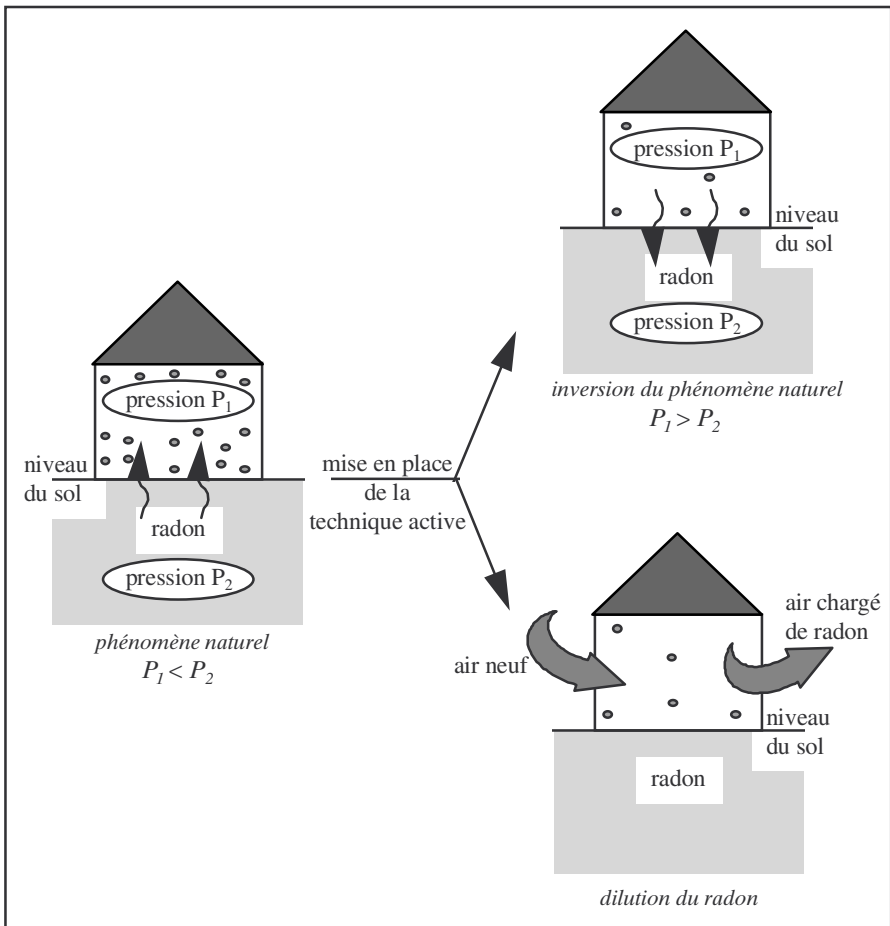 pression P₁
niveau
du sol
radon
pression P₂
phénomène naturel
P₁ < P₂
mise en place
de la
technique active
pression P₁
niveau
du sol
radon
pression P₂
inversion du phénomène naturel
P₁ > P₂
air neuf
air chargé
de radon
niveau
du sol
radon
dilution du radon